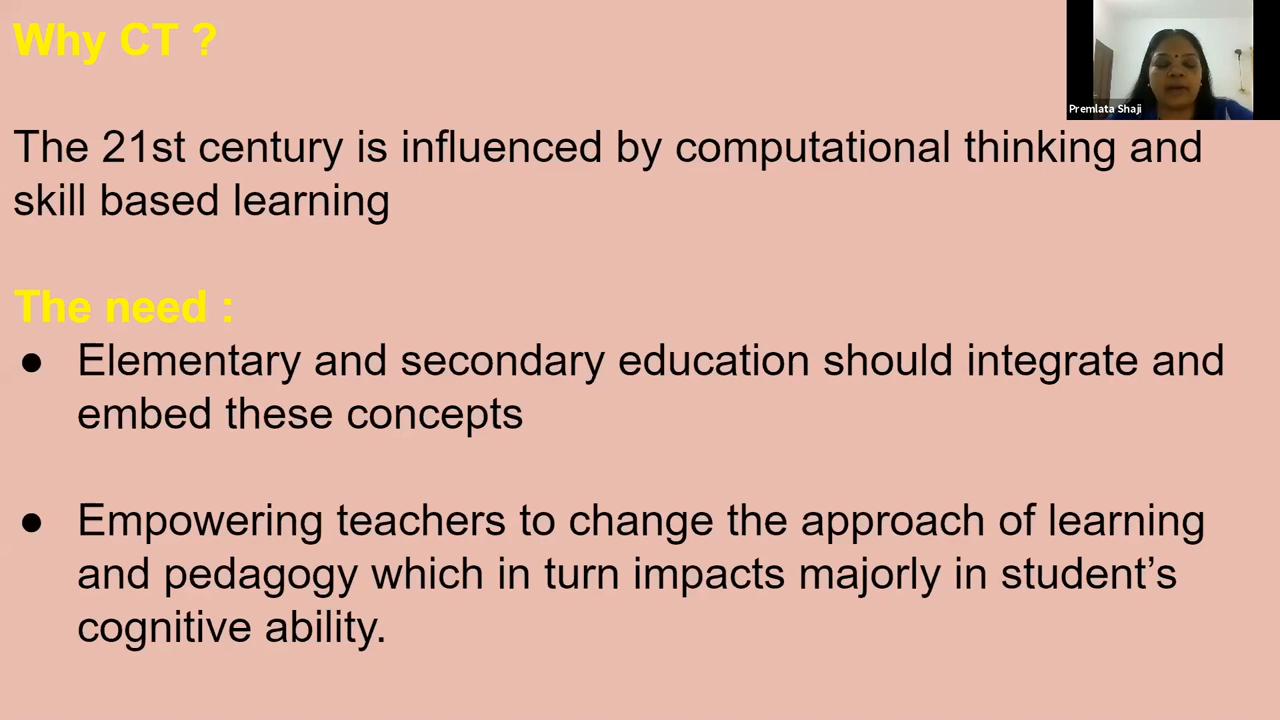 Why CT ?
Premlata Shaji
The 21st century is influenced by computational thinking and
skill based learning
The need :
● Elementary and secondary education should integrate and
embed these concepts
● Empowering teachers to change the approach of learning
and pedagogy which in turn impacts majorly in student’s
cognitive ability.